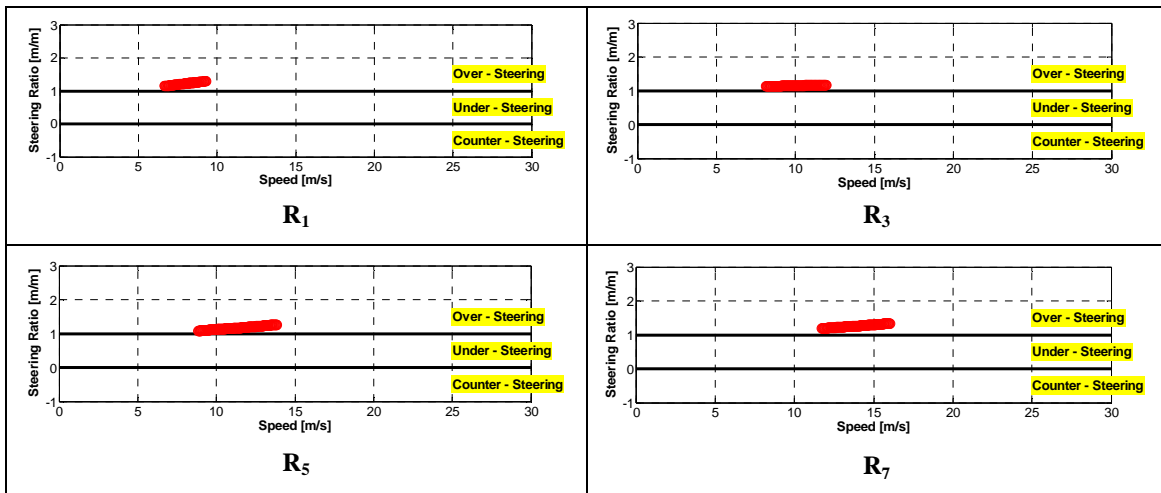 Steering Ratio [m/m]
3
2
1
0
-1
Over - Steering
Under - Steering
Counter - Steering
0 5 10 15 20 25 30
Speed [m/s]
R₁
Steering Ratio [m/m]
3
2
1
0
-1
Over - Steering
Under - Steering
Counter - Steering
0 5 10 15 20 25 30
Speed [m/s]
R₃
Steering Ratio [m/m]
3
2
1
0
-1
Over - Steering
Under - Steering
Counter - Steering
0 5 10 15 20 25 30
Speed [m/s]
R₅
Steering Ratio [m/m]
3
2
1
0
-1
Over - Steering
Under - Steering
Counter - Steering
0 5 10 15 20 25 30
Speed [m/s]
R₇